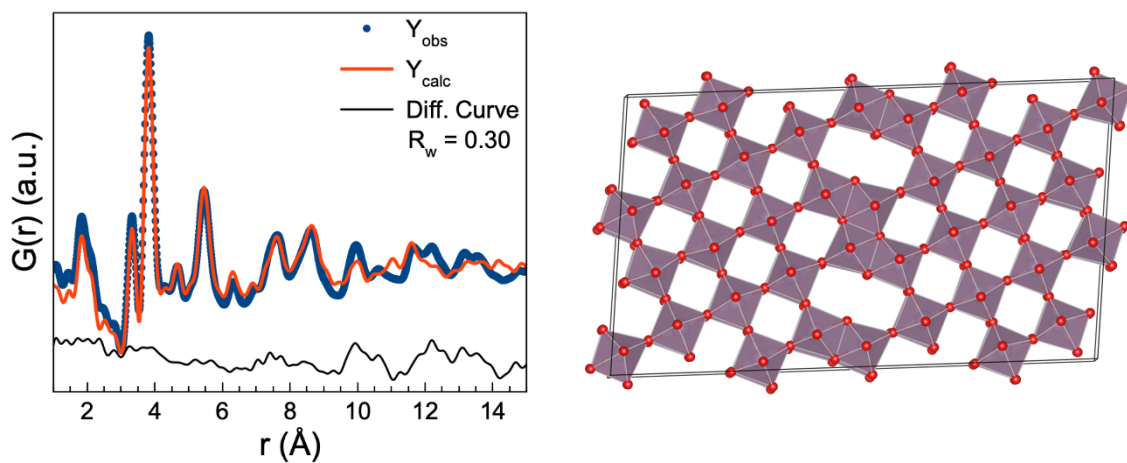 Y_obs
Y_calc
Diff. Curve
R_w = 0.30
G(r) (a.u.)
2 4 6 8 10 12 14
r (Å)